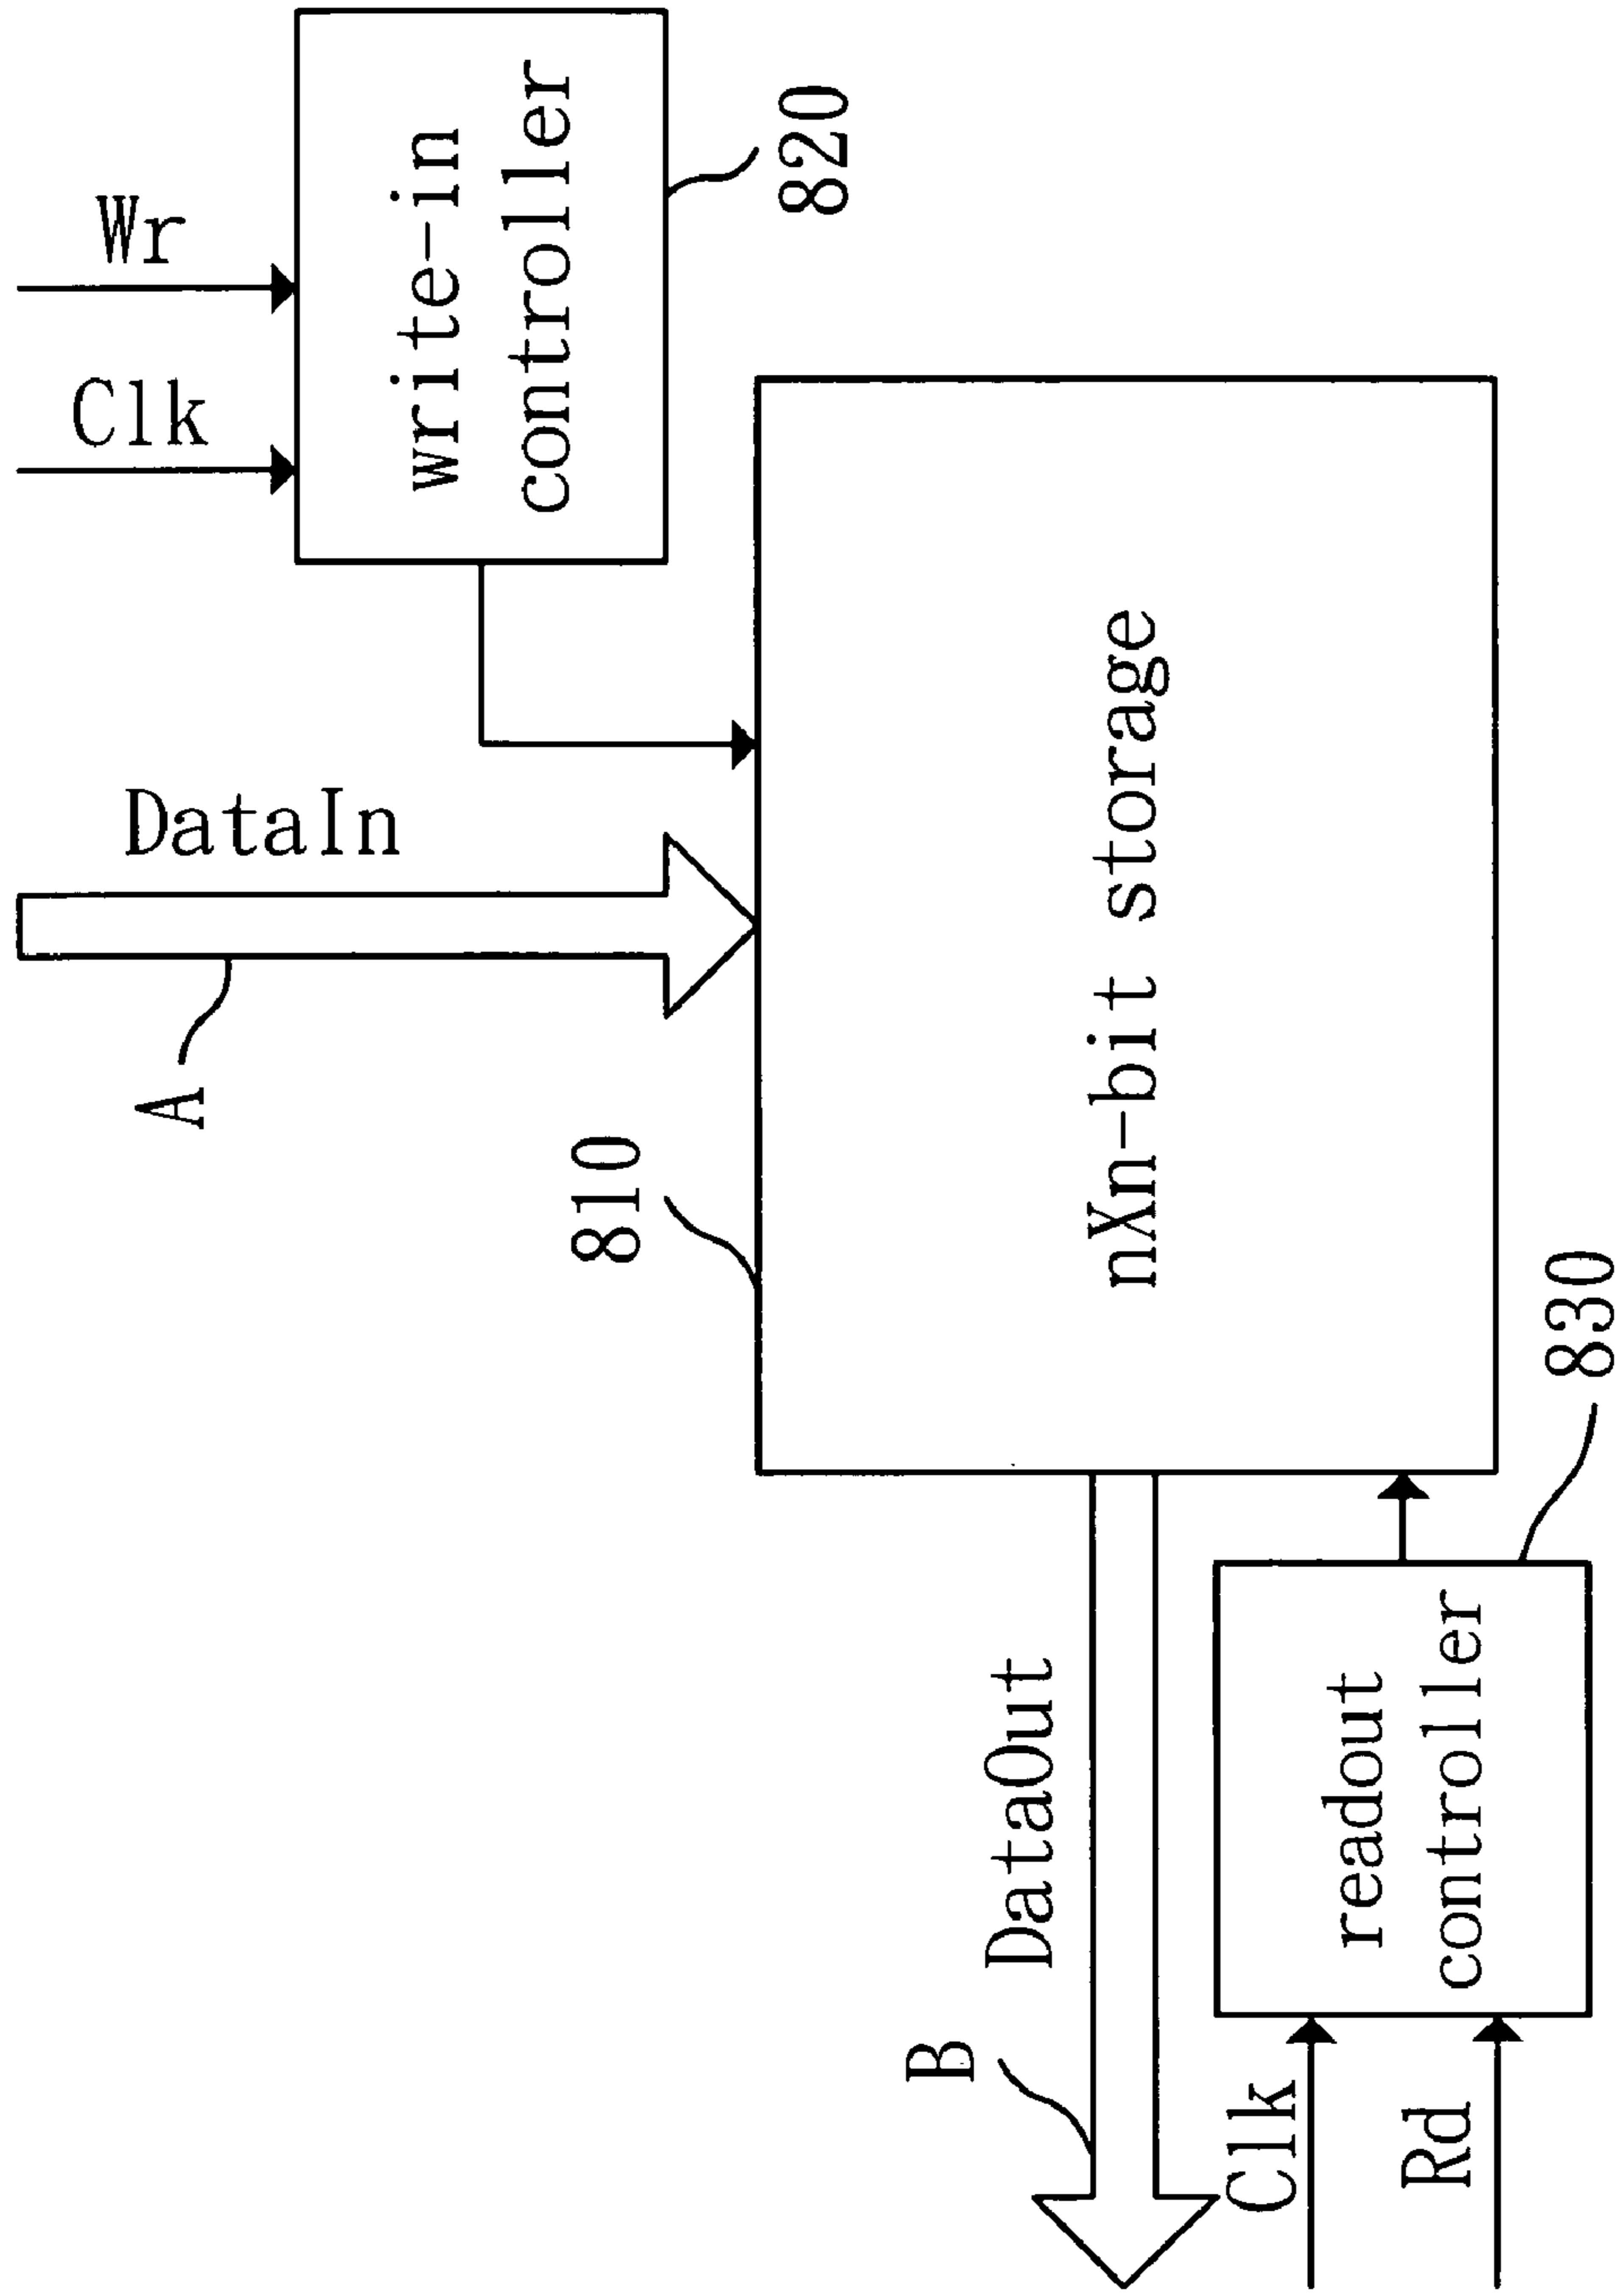 Wr
Clk
write-in
controller
820
DataIn
A
810
nXn-bit storage
830
DataOut
B
readout
controller
Clk
Rd